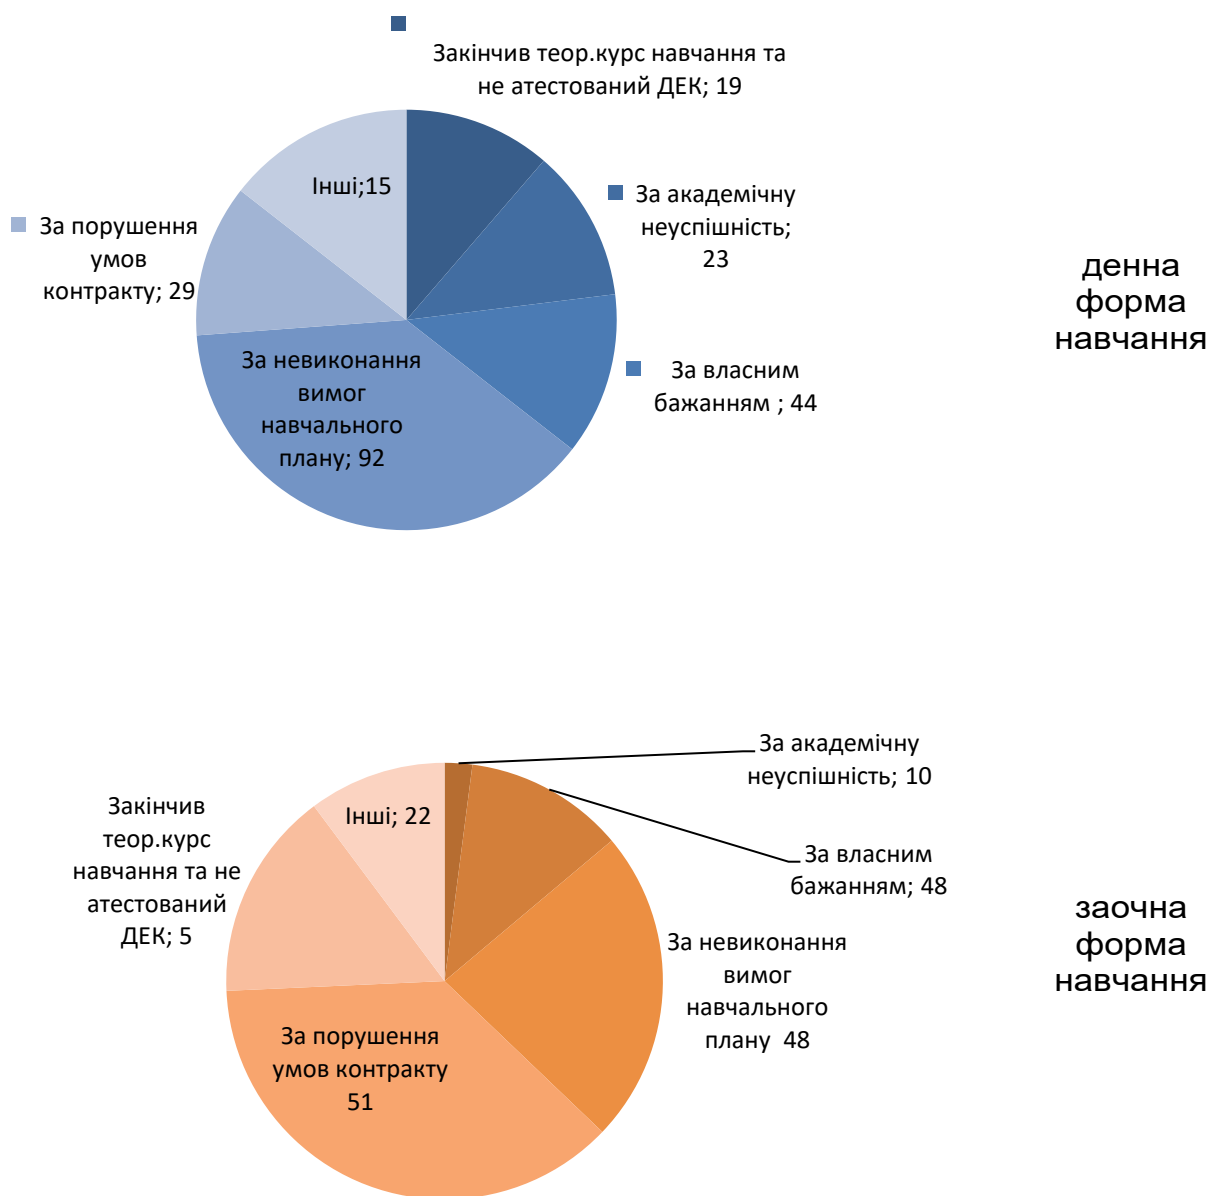 Закінчив теор.курс навчання та
не атестований ДЕК; 19
Інші;15
За академічну
неуспішність;
23
За порушення
умов
контракту; 29
денна
форма
навчання
За невиконання
вимог
навчального
плану; 92
За власним
бажанням ; 44
За академічну
неуспішність; 10
Закінчив
теор.курс
навчання та не
атестований
ДЕК; 5
Інші; 22
За власним
бажанням; 48
заочна
форма
навчання
За невиконання
вимог
навчального
плану 48
За порушення
умов контракту
51